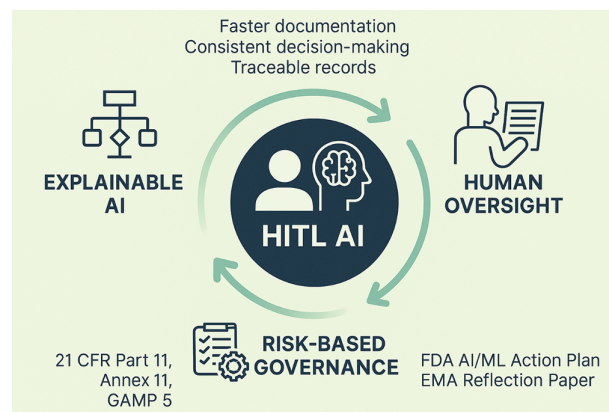 Faster documentation
Consistent decision-making
Traceable records
EXPLAINABLE
AI
HUMAN
OVERSIGHT
HITL AI
RISK-BASED
GOVERNANCE
21 CFR Part 11,
Annex 11,
GAMP 5
FDA AI/ML Action Plan
EMA Reflection Paper